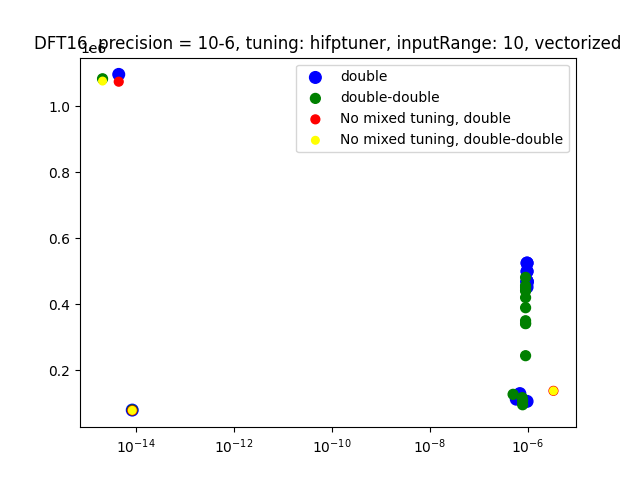 DFT16, precision = 10-6, tuning: hifptuner, inputRange: 10, vectorized
1e6
double
double-double
No mixed tuning, double
No mixed tuning, double-double
1.0
0.8
0.6
0.4
0.2
10⁻¹⁴ 10⁻¹² 10⁻¹⁰ 10⁻⁸ 10⁻⁶